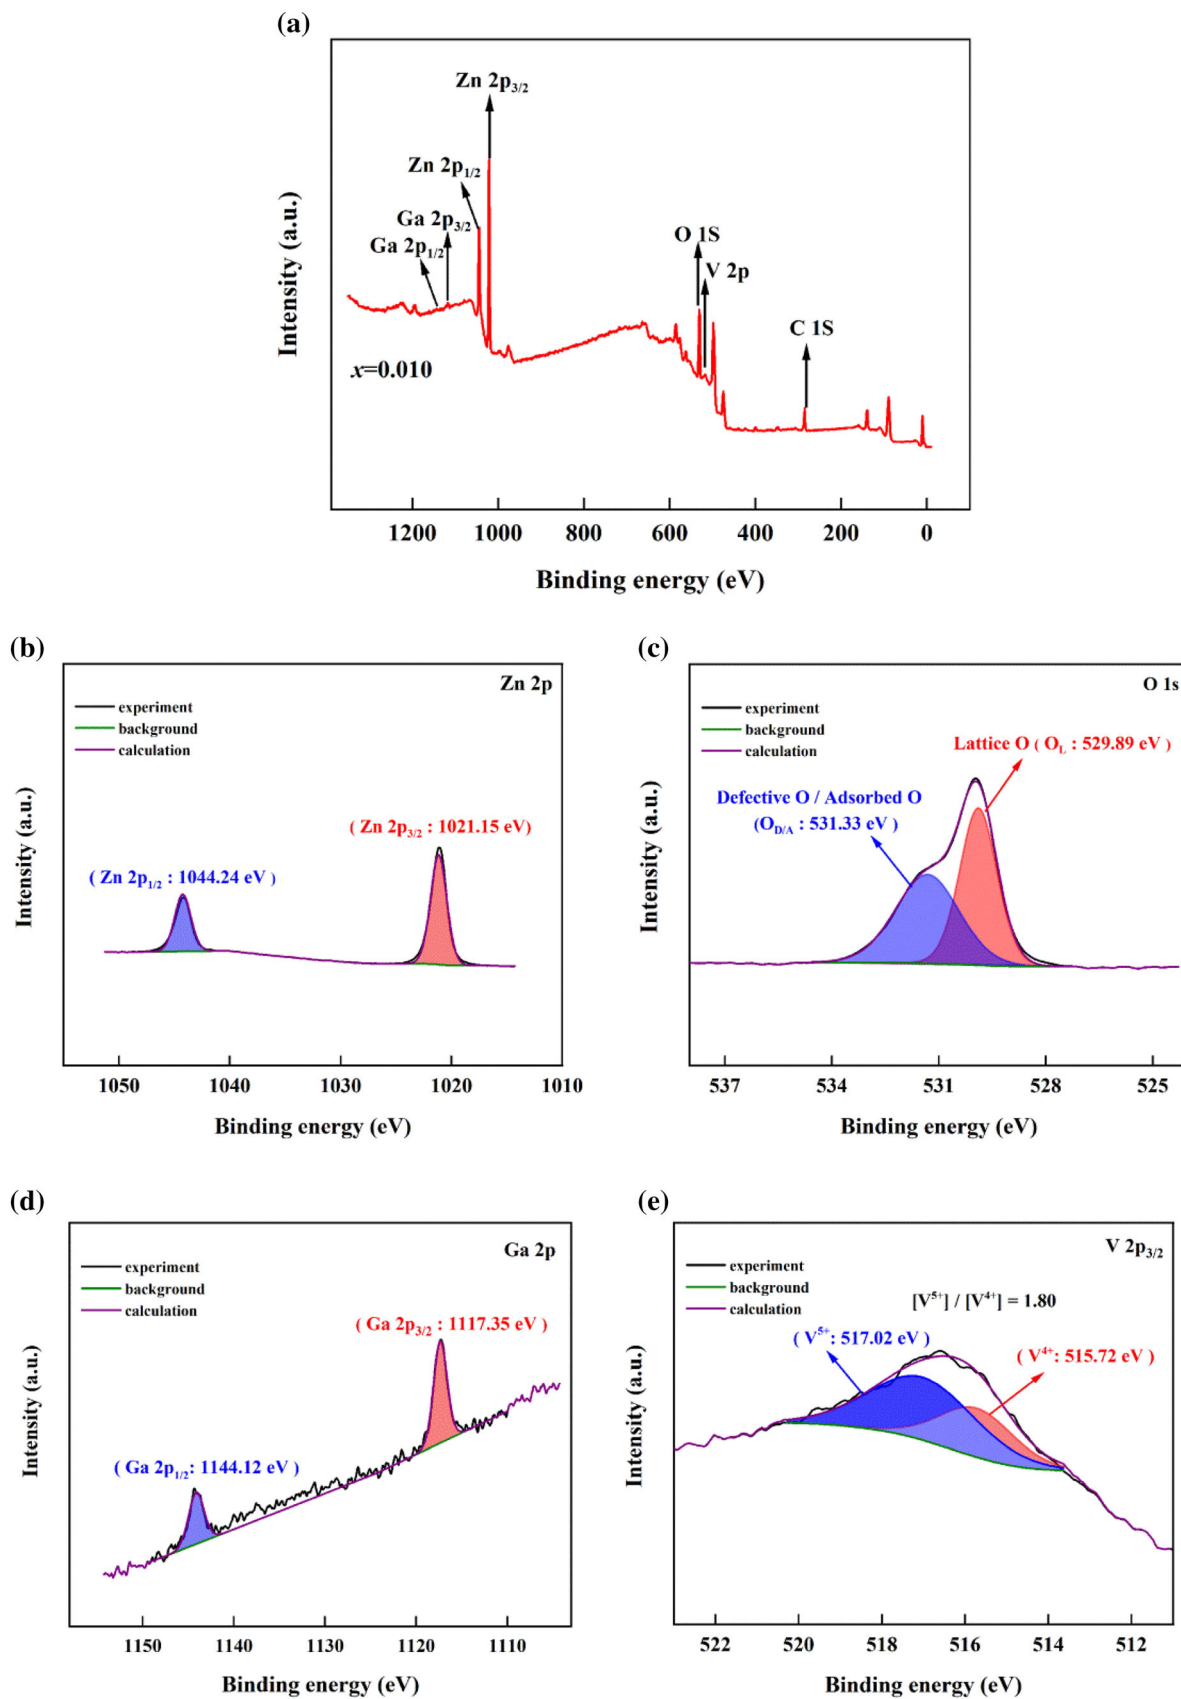 (a)
Zn 2p3/2
Zn 2p1/2
Ga 2p3/2
Ga 2p1/2
O 1S
V 2p
C 1S
x=0.010
Intensity (a.u.)
1200 1000 800 600 400 200 0
Binding energy (eV)
(b)
Zn 2p
experiment
background
calculation
( Zn 2p3/2 : 1021.15 eV)
( Zn 2p1/2 : 1044.24 eV )
Intensity (a.u.)
1050 1040 1030 1020 1010
Binding energy (eV)
(c)
O 1s
experiment
background
calculation
Lattice O ( OL : 529.89 eV )
Defective O / Adsorbed O
(OD/A : 531.33 eV )
Intensity (a.u.)
537 534 531 528 525
Binding energy (eV)
(d)
Ga 2p
experiment
background
calculation
( Ga 2p3/2 : 1117.35 eV )
( Ga 2p1/2: 1144.12 eV )
Intensity (a.u.)
1150 1140 1130 1120 1110
Binding energy (eV)
(e)
V 2p3/2
experiment
background
calculation
[V5+] / [V4+] = 1.80
( V5+: 517.02 eV )
( V4+: 515.72 eV )
Intensity (a.u.)
522 520 518 516 514 512
Binding energy (eV)